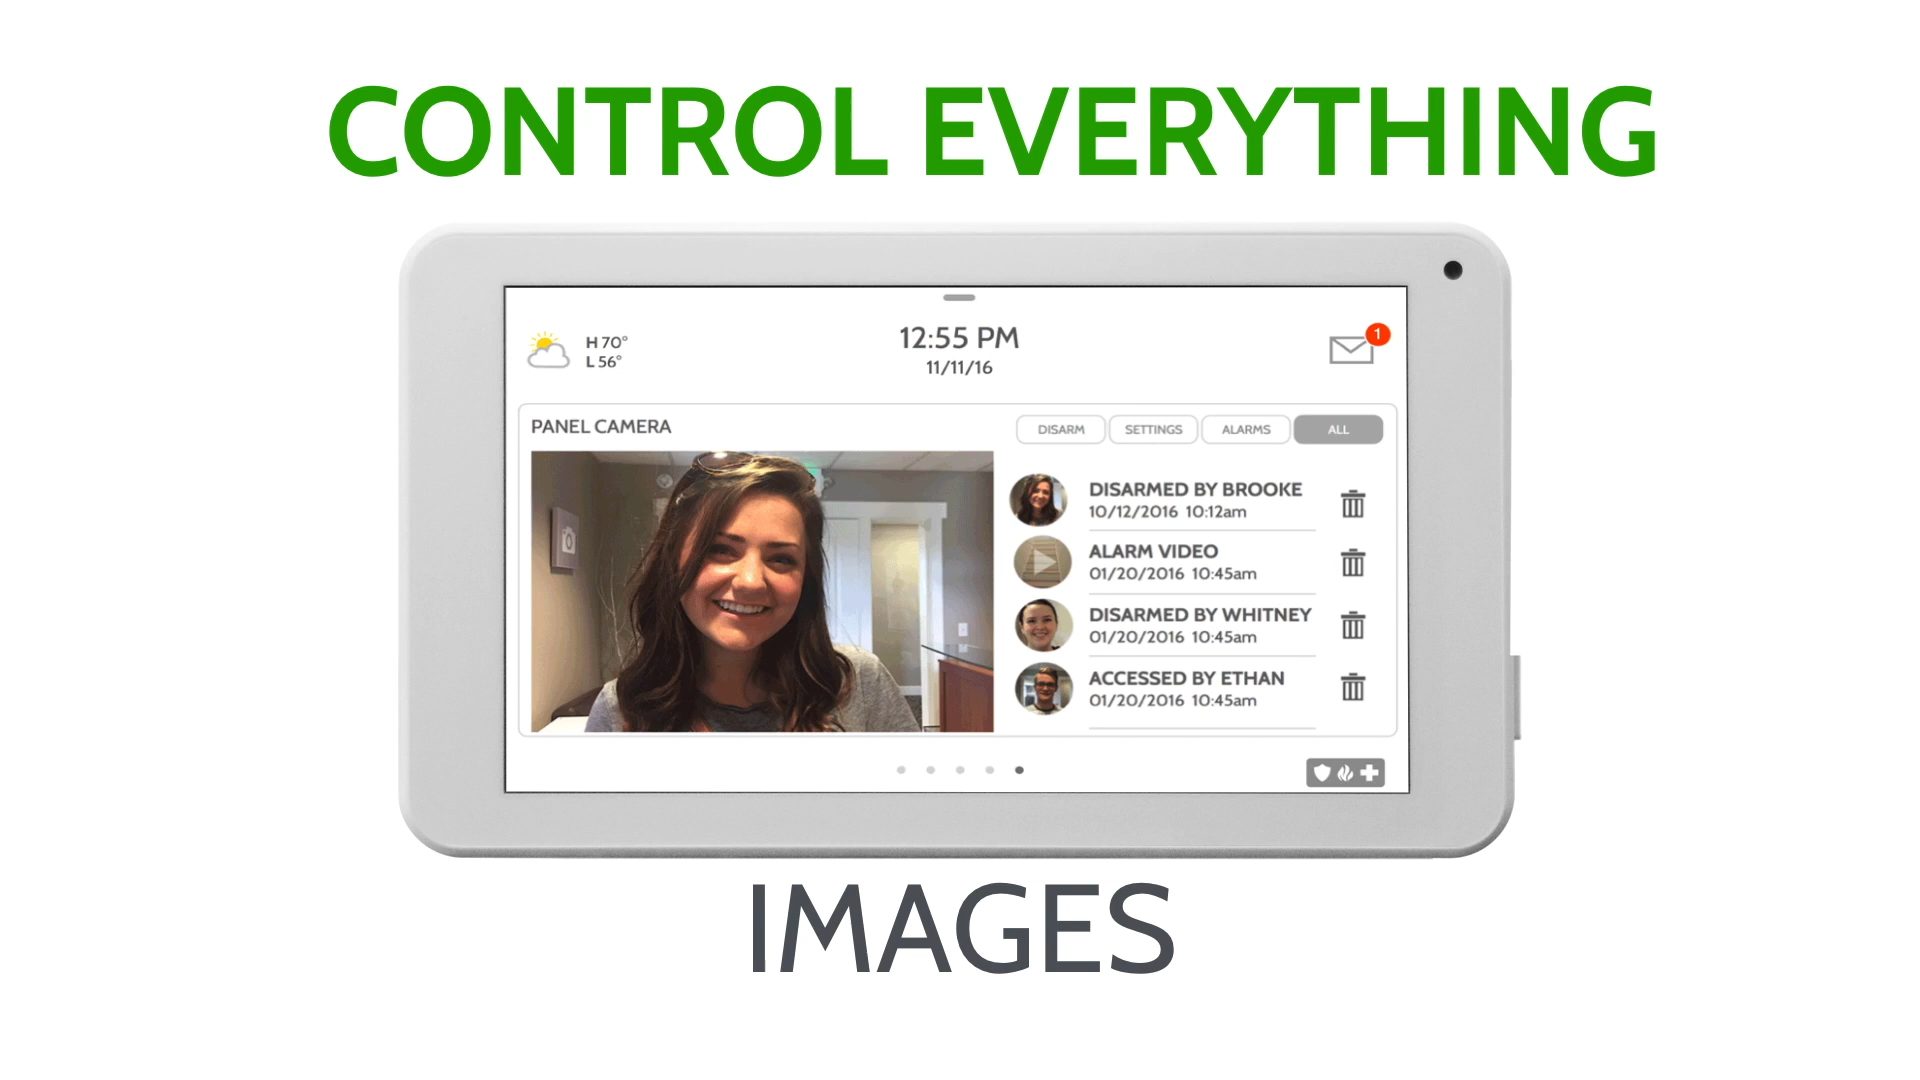 CONTROL EVERYTHING
H 70°
L 56°
12:55 PM
11/11/16
1
PANEL CAMERA
DISARM
SETTINGS
ALARMS
ALL
DISARMED BY BROOKE
10/12/2016 10:12am
ALARM VIDEO
01/20/2016 10:45am
DISARMED BY WHITNEY
01/20/2016 10:45am
ACCESSED BY ETHAN
01/20/2016 10:45am
IMAGES